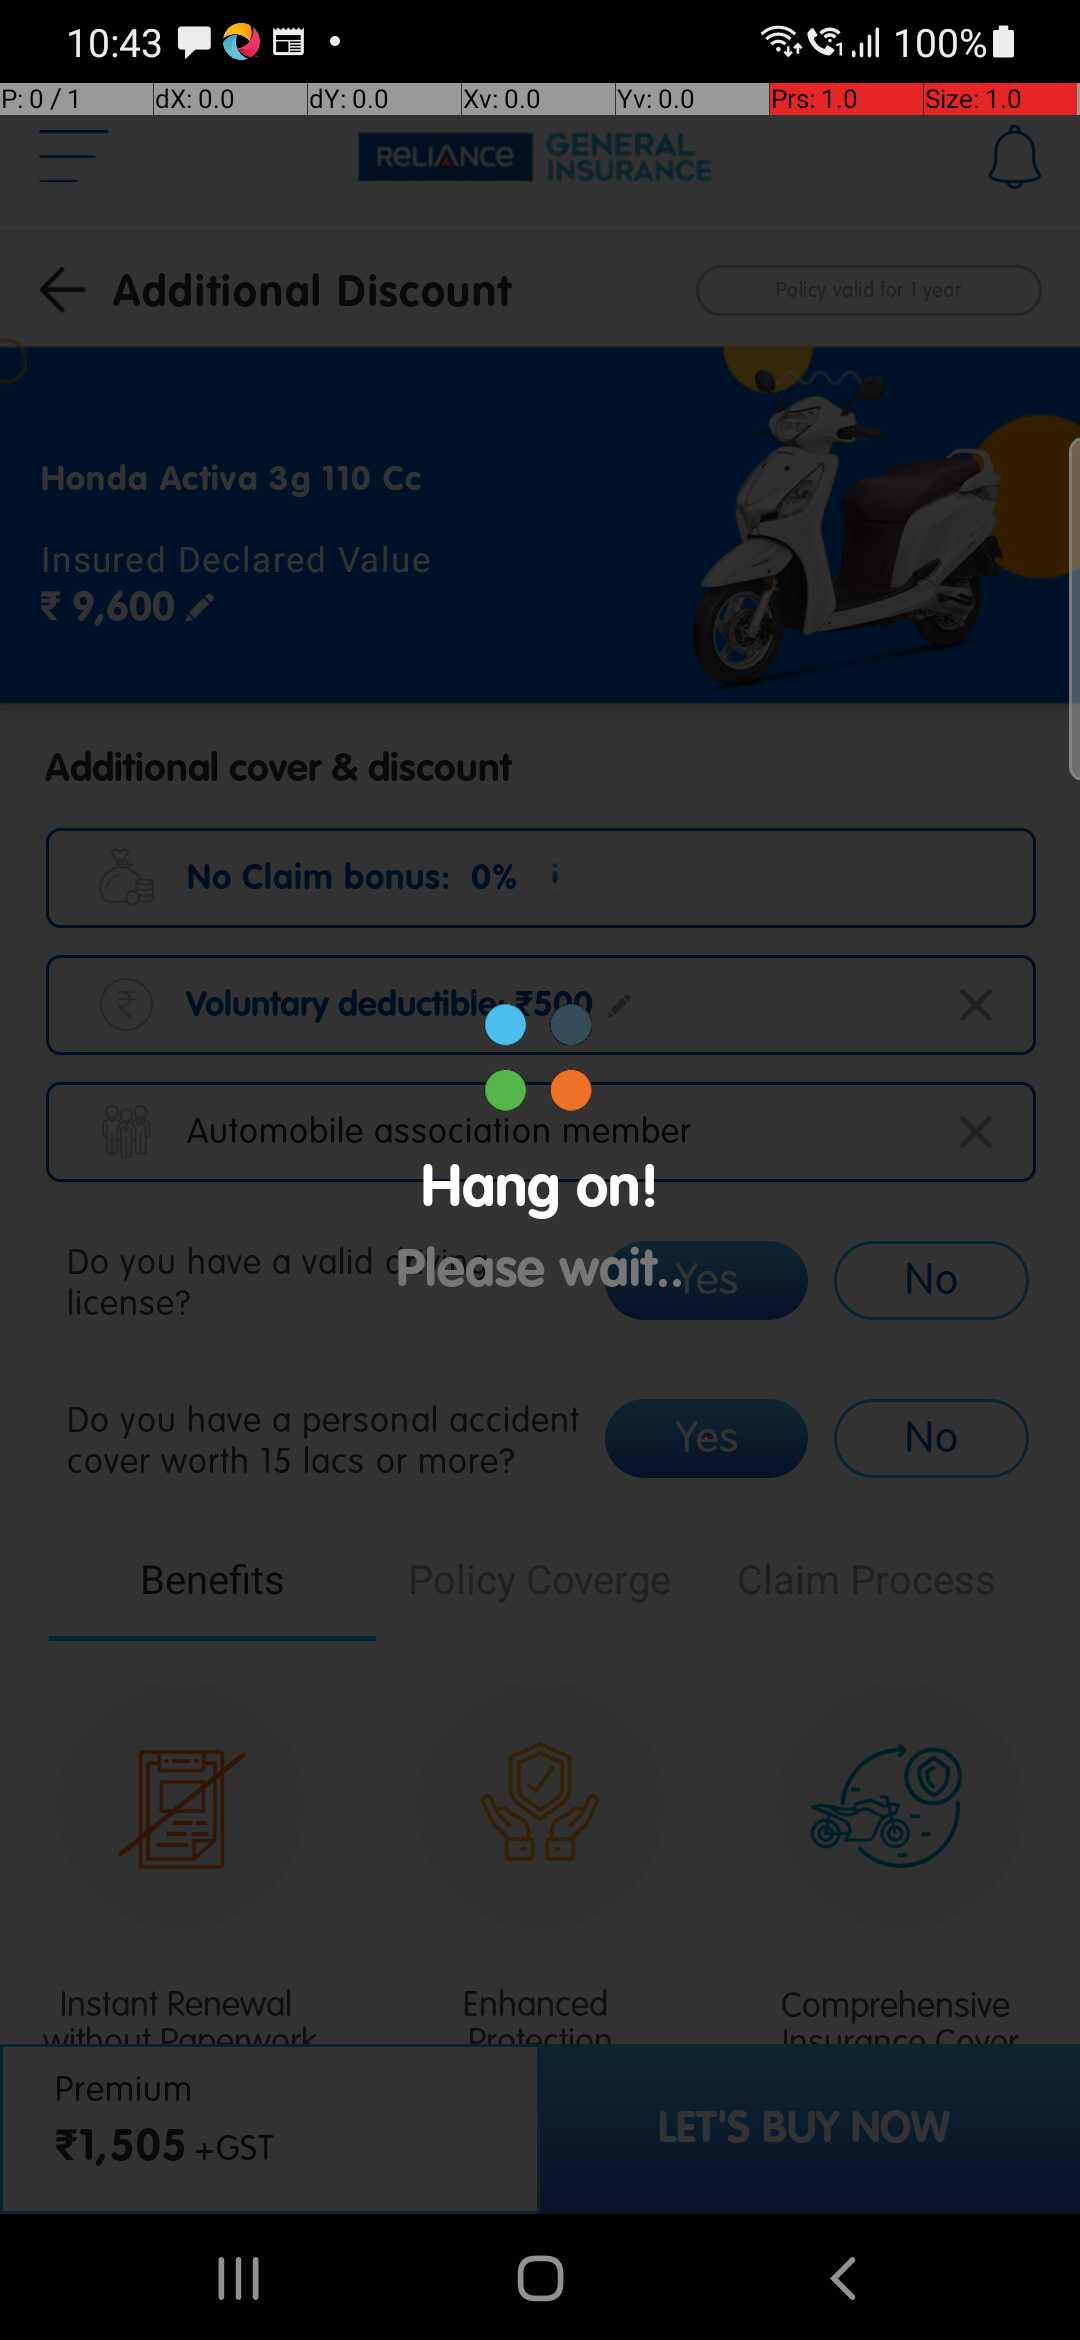 10:43
100%
P: 0 / 1 dX: 0.0 dY: 0.0 Xv: 0.0 Yv: 0.0 Prs: 1.0 Size: 1.0
RELIANCE GENERAL INSURANCE
Additional Discount
Policy valid for 1 year
Honda Activa 3g 110 Cc
Insured Declared Value
₹ 9,600
Additional cover & discount
No Claim bonus: 0% i
Voluntary deductible: ₹500
Automobile association member
Hang on!
Please wait..
Do you have a valid driving
license?
Yes No
Do you have a personal accident
cover worth 15 lacs or more?
Yes No
Benefits Policy Coverge Claim Process
Instant Renewal
without Paperwork
Enhanced
Protection
Comprehensive
Insurance Cover
Premium
₹1,505 +GST
LET'S BUY NOW